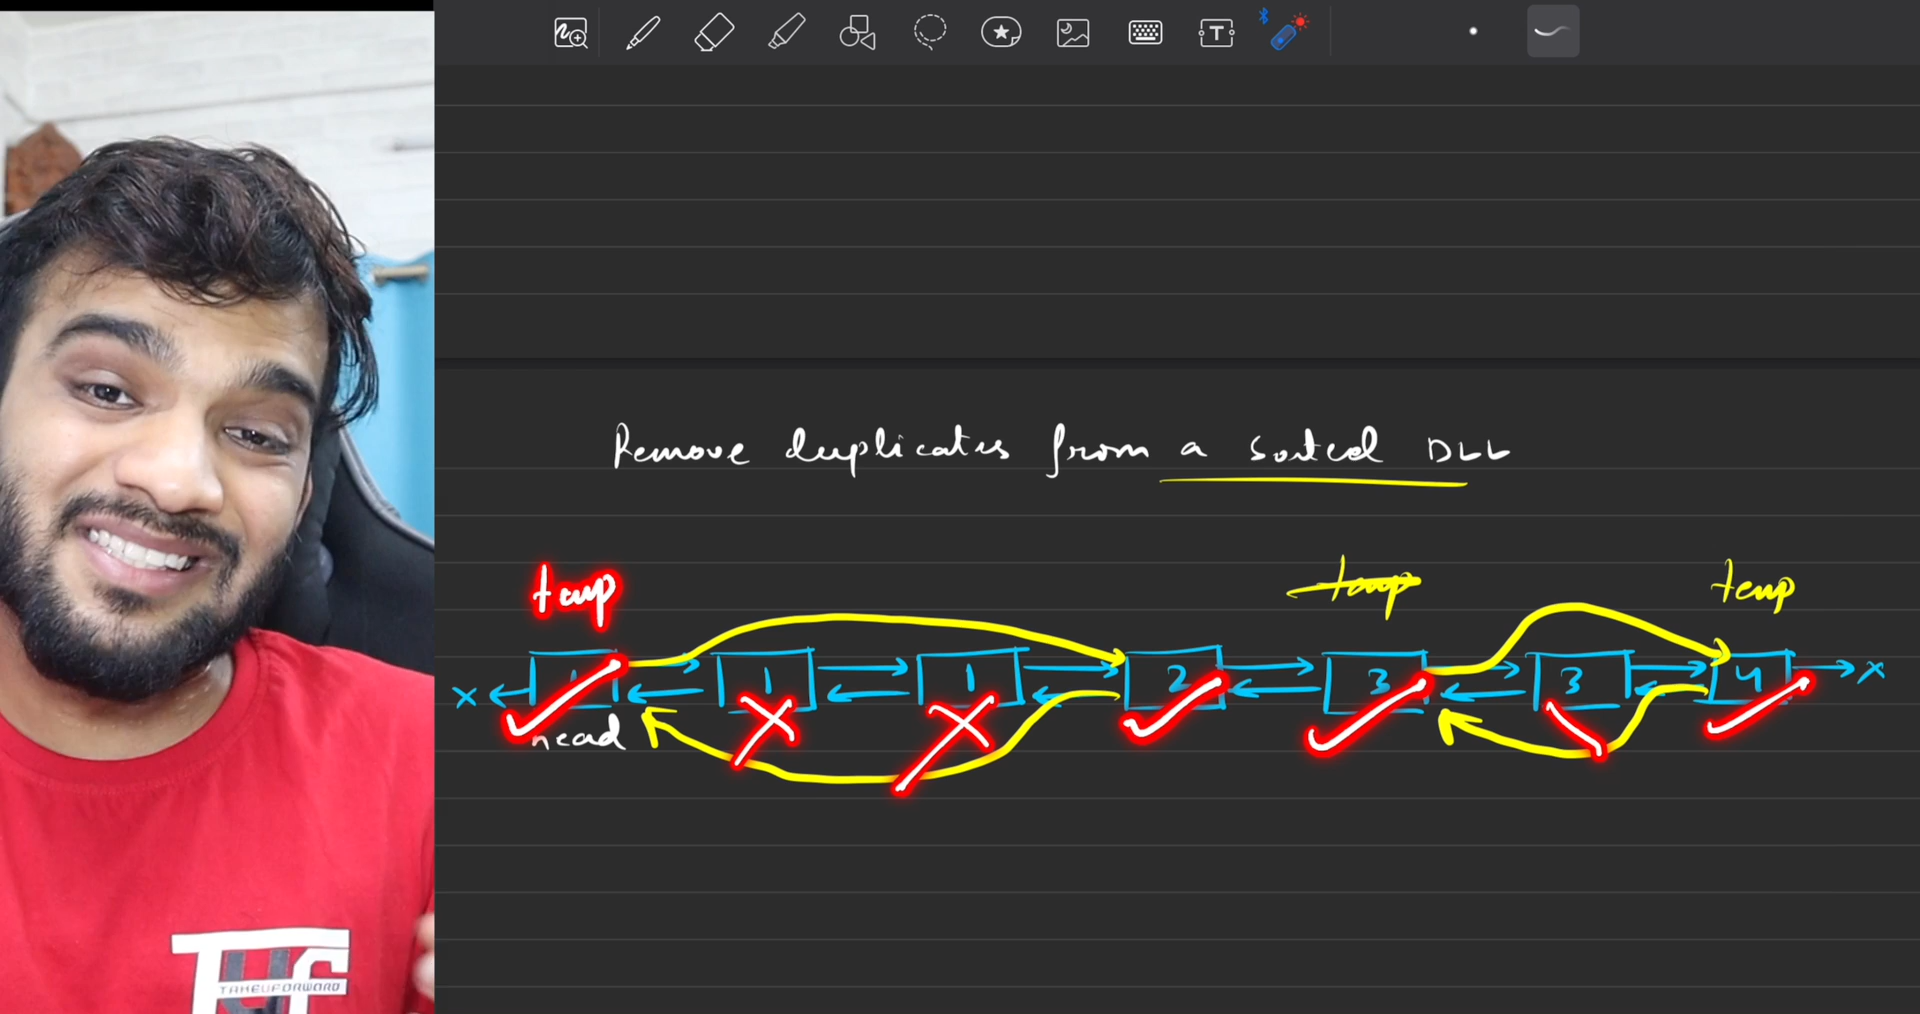 Remove duplicates from a sorted DLL
temp temp temp
x 1 1 1 2 3 3 4 x
head
TUF
TAKEUFORWARD